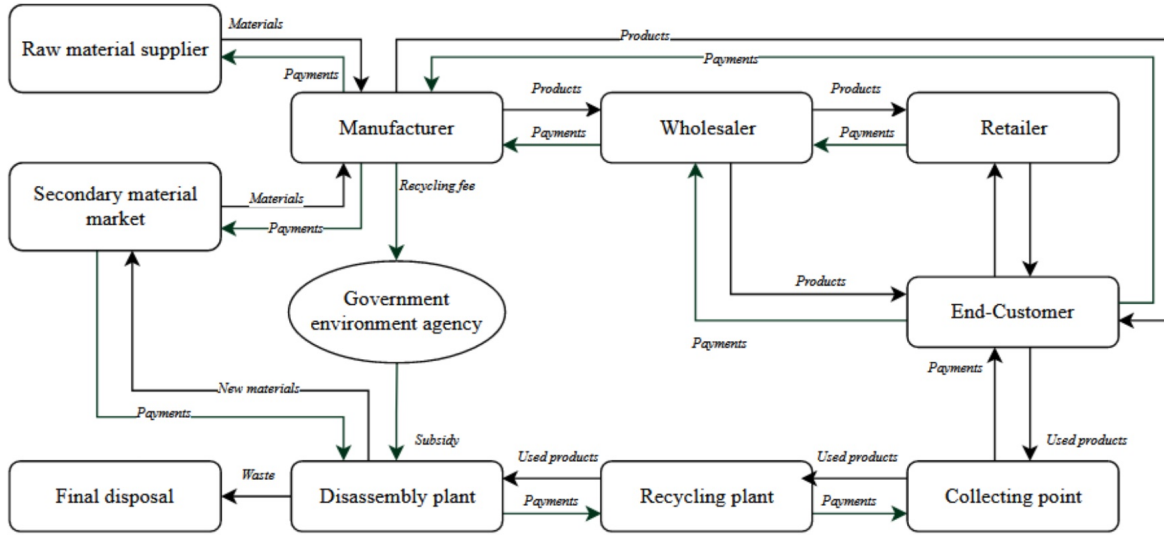 Materials
Products
Raw material supplier
Payments
Payments
Products
Products
Manufacturer
Wholesaler
Retailer
Payments
Payments
Recycling fee
Secondary material
market
Materials
Payments
Government
environment agency
Products
End-Customer
Payments
Payments
New materials
Payments
Subsidy
Used products
Used products
Used products
Waste
Final disposal
Disassembly plant
Recycling plant
Collecting point
Payments
Payments